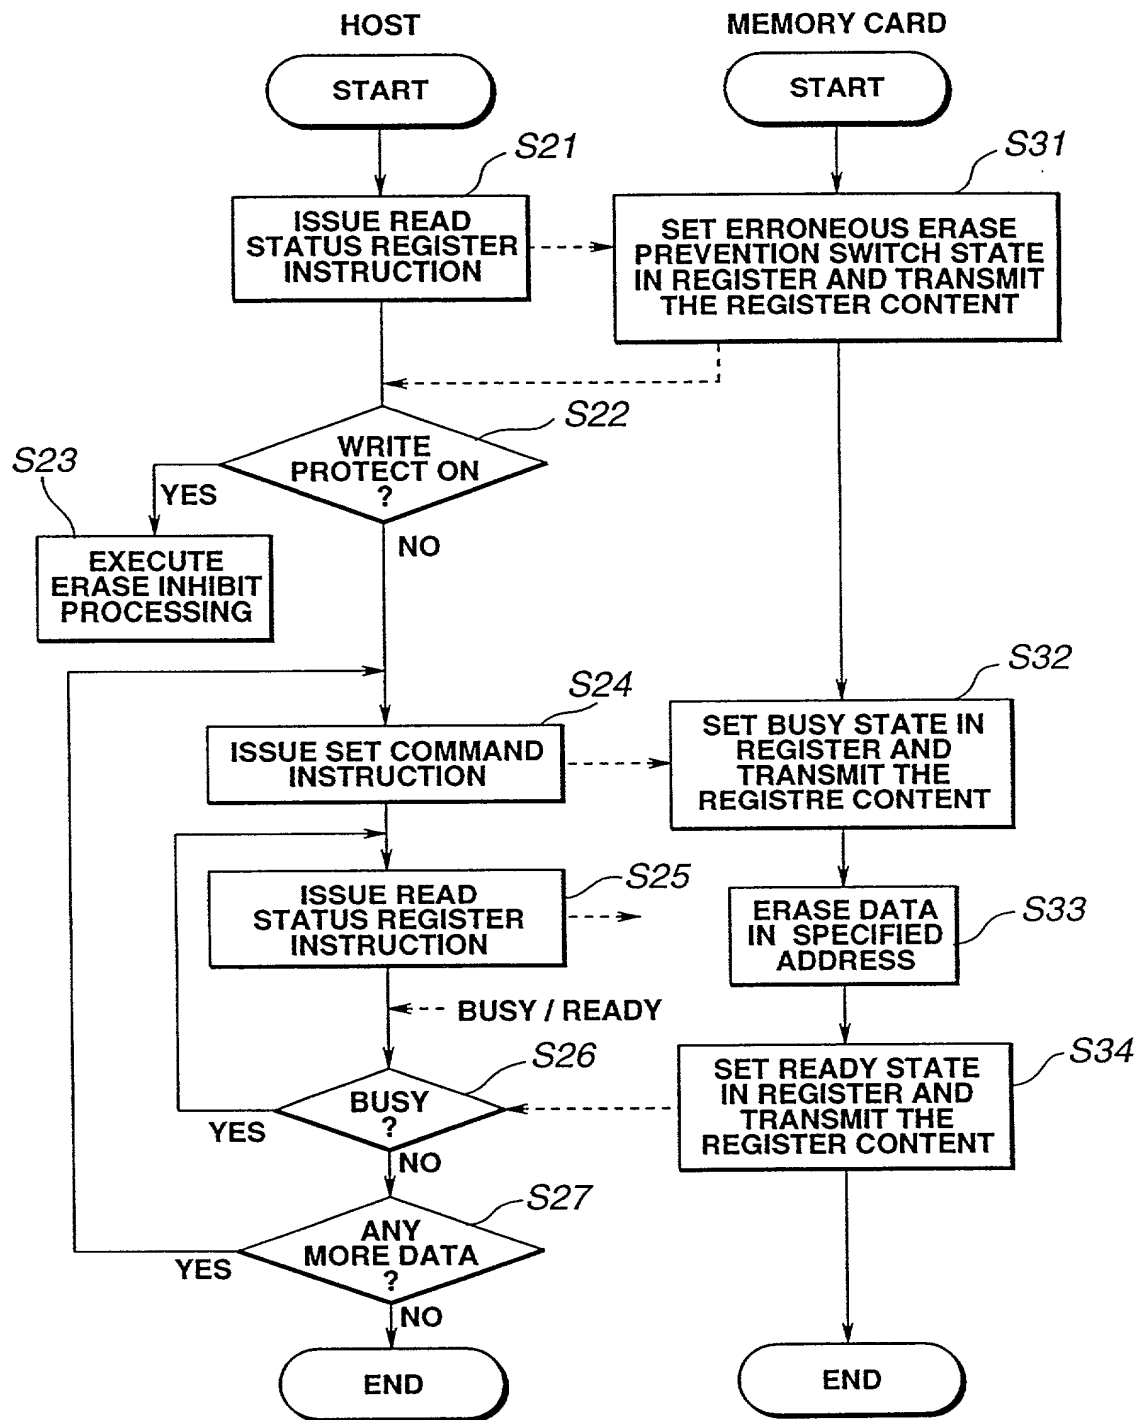 HOST
MEMORY CARD
START
START
S21
S31
ISSUE READ
STATUS REGISTER
INSTRUCTION
SET ERRONEOUS ERASE
PREVENTION SWITCH STATE
IN REGISTER AND TRANSMIT
THE REGISTER CONTENT
S22
WRITE
PROTECT ON
?
S23
YES
NO
EXECUTE
ERASE INHIBIT
PROCESSING
S24
S32
ISSUE SET COMMAND
INSTRUCTION
SET BUSY STATE IN
REGISTER AND
TRANSMIT THE
REGISTRE CONTENT
S25
ISSUE READ
STATUS REGISTER
INSTRUCTION
S33
ERASE DATA
IN SPECIFIED
ADDRESS
BUSY / READY
S26
S34
BUSY
?
YES
NO
SET READY STATE
IN REGISTER AND
TRANSMIT THE
REGISTER CONTENT
S27
ANY
MORE DATA
?
YES
NO
END
END